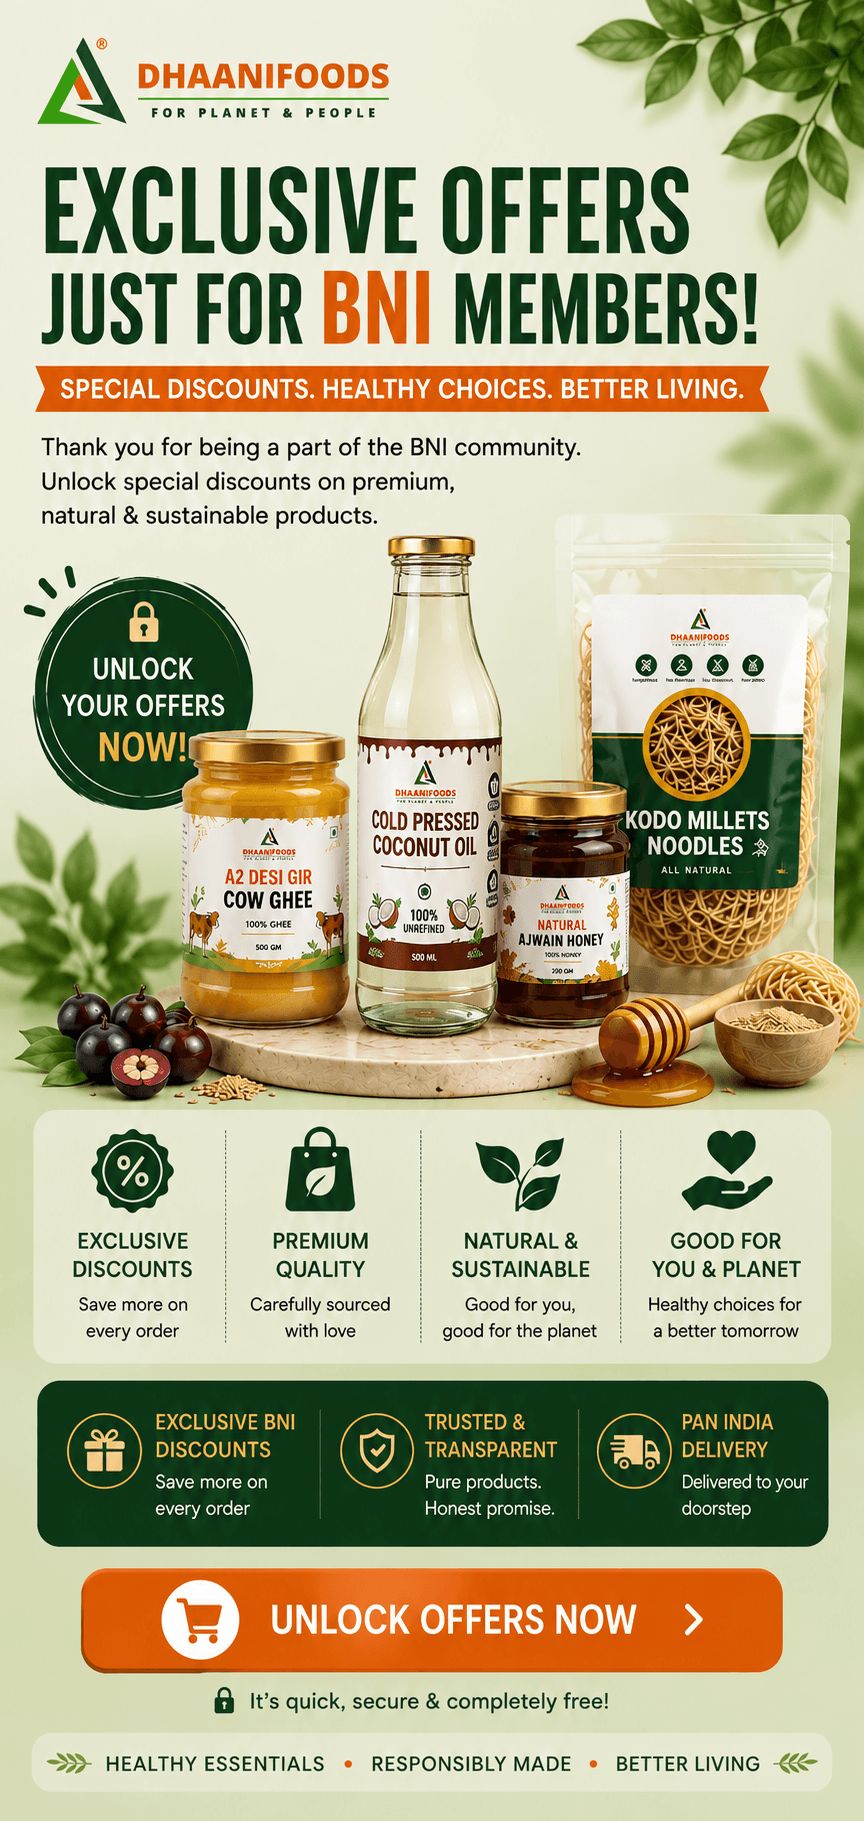 ®
DHAANIFOODS
FOR PLANET & PEOPLE
EXCLUSIVE OFFERS
JUST FOR BNI MEMBERS!
SPECIAL DISCOUNTS. HEALTHY CHOICES. BETTER LIVING.
Thank you for being a part of the BNI community.
Unlock special discounts on premium,
natural & sustainable products.
UNLOCK
YOUR OFFERS
NOW!
DHAANIFOODS
A2 DESI GIR
COW GHEE
100% GHEE
500 GM
DHAANIFOODS
FOR PLANET & PEOPLE
COLD PRESSED
COCONUT OIL
100%
UNREFINED
500 ML
DHAANIFOODS
NATURAL
AJWAIN HONEY
100% HONEY
200 GM
DHAANIFOODS
KODO MILLETS
NOODLES
ALL NATURAL
EXCLUSIVE
DISCOUNTS
Save more on
every order
PREMIUM
QUALITY
Carefully sourced
with love
NATURAL &
SUSTAINABLE
Good for you,
good for the planet
GOOD FOR
YOU & PLANET
Healthy choices for
a better tomorrow
EXCLUSIVE BNI
DISCOUNTS
Save more on
every order
TRUSTED &
TRANSPARENT
Pure products.
Honest promise.
PAN INDIA
DELIVERY
Delivered to your
doorstep
UNLOCK OFFERS NOW
It's quick, secure & completely free!
HEALTHY ESSENTIALS • RESPONSIBLY MADE • BETTER LIVING